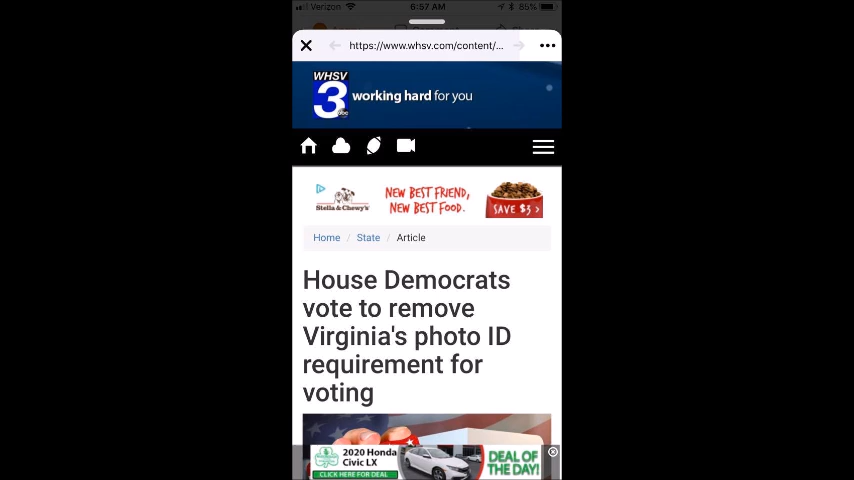 Verizon 6:57 AM 85%
https://www.whsv.com/content/...
WHSV
3
abc
working hard for you
Stella & Chewy's
NEW BEST FRIEND,
NEW BEST FOOD.
SAVE $3 >
Home / State / Article
House Democrats
vote to remove
Virginia's photo ID
requirement for
voting
2020 Honda
Civic LX
CLICK HERE FOR DEAL
DEAL OF
THE DAY!